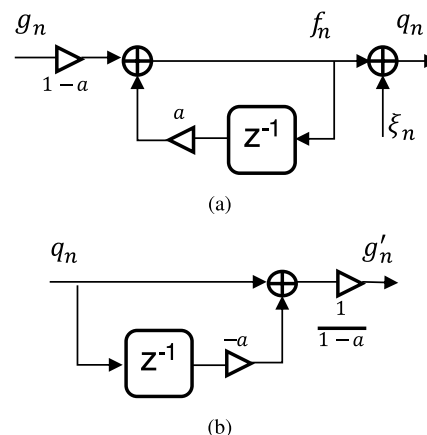 g_n f_n q_n
1 − a
a
z⁻¹
ξ_n
(a)
q_n g′_n
z⁻¹
−a
1
1 − a
(b)